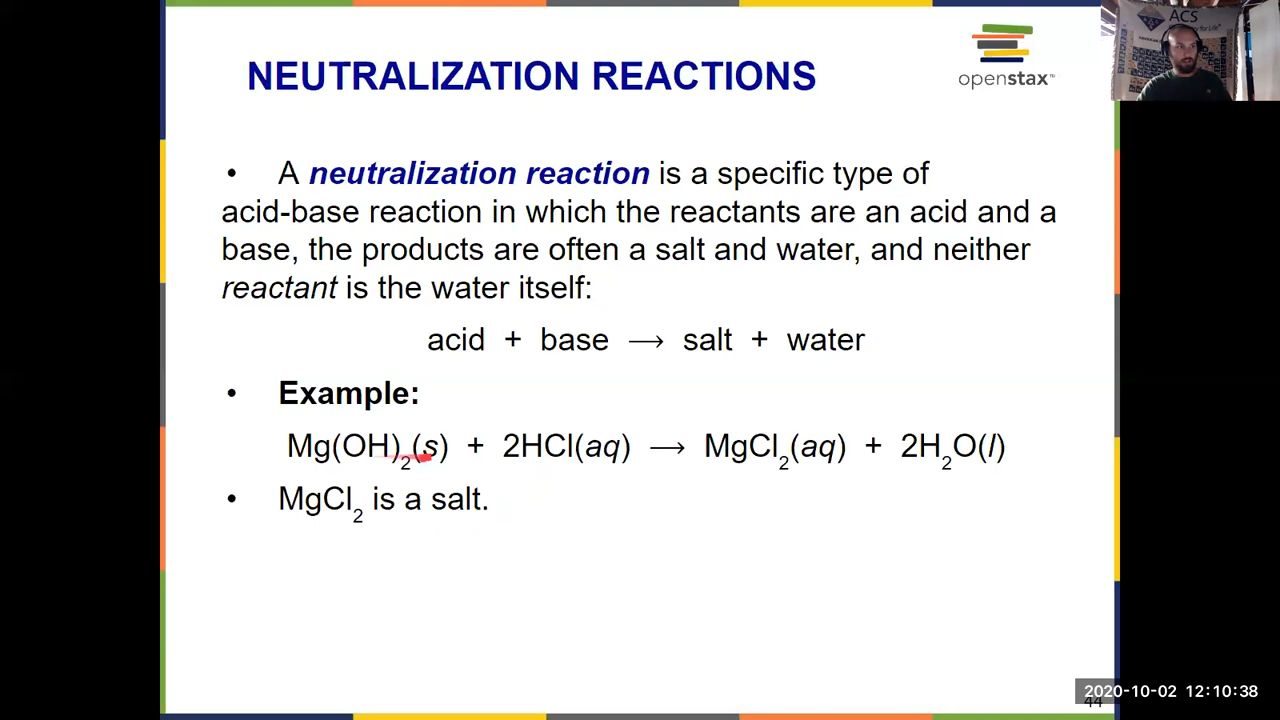 ACS
NEUTRALIZATION REACTIONS
openstax™
• A neutralization reaction is a specific type of
acid-base reaction in which the reactants are an acid and a
base, the products are often a salt and water, and neither
reactant is the water itself:
acid + base ⟶ salt + water
• Example:
Mg(OH)₂(s) + 2HCl(aq) ⟶ MgCl₂(aq) + 2H₂O(l)
• MgCl₂ is a salt.
2020-10-02 12:10:38
44